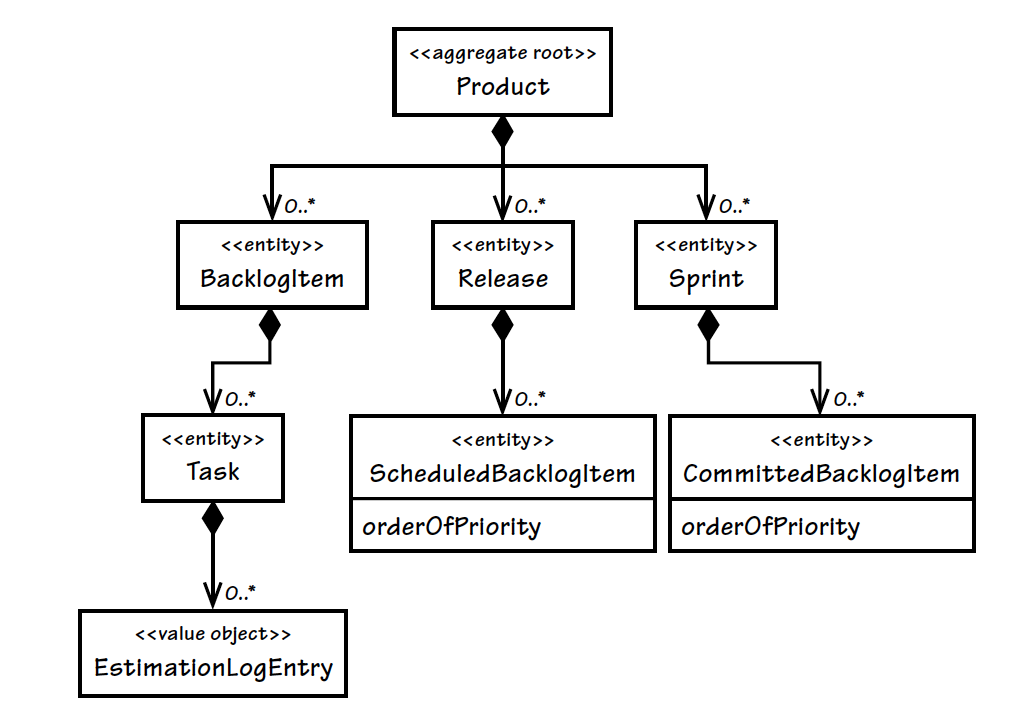 <<aggregate root>>
Product
0..*
0..*
0..*
<<entity>>
BacklogItem
<<entity>>
Release
<<entity>>
Sprint
0..*
0..*
0..*
<<entity>>
Task
<<entity>>
ScheduledBacklogItem
orderOfPriority
<<entity>>
CommittedBacklogItem
orderOfPriority
0..*
<<value object>>
EstimationLogEntry